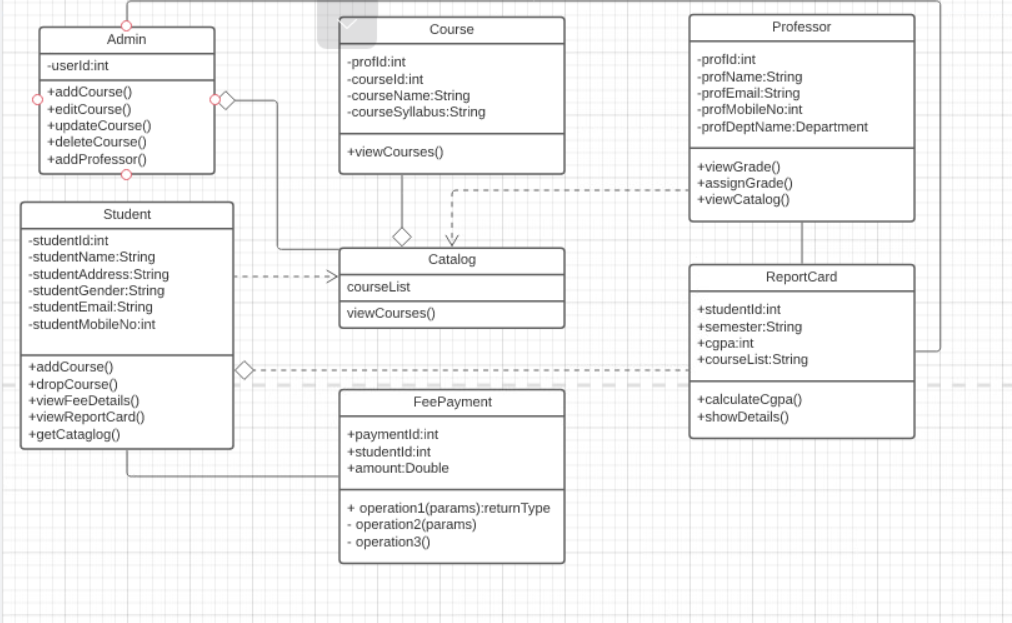 Admin
-userId:int
+addCourse()
+editCourse()
+updateCourse()
+deleteCourse()
+addProfessor()
Course
-profId:int
-courseId:int
-courseName:String
-courseSyllabus:String
+viewCourses()
Professor
-profId:int
-profName:String
-profEmail:String
-profMobileNo:int
-profDeptName:Department
+viewGrade()
+assignGrade()
+viewCatalog()
Student
-studentId:int
-studentName:String
-studentAddress:String
-studentGender:String
-studentEmail:String
-studentMobileNo:int
+addCourse()
+dropCourse()
+viewFeeDetails()
+viewReportCard()
+getCataglog()
Catalog
courseList
viewCourses()
ReportCard
+studentId:int
+semester:String
+cgpa:int
+courseList:String
+calculateCgpa()
+showDetails()
FeePayment
+paymentId:int
+studentId:int
+amount:Double
+ operation1(params):returnType
- operation2(params)
- operation3()